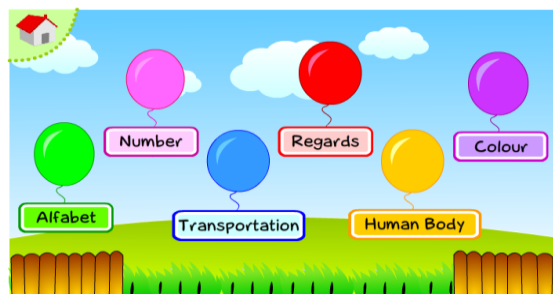 Number
Regards
Colour
Alfabet
Transportation
Human Body